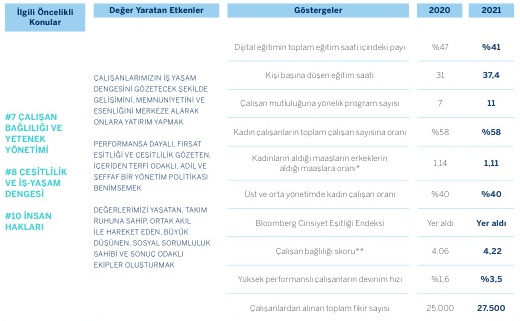 İlgili Öncelikli
Konular
Değer Yaratan Etkenler
Göstergeler
2020
2021
#7 ÇALIŞAN
BAĞLILIĞI VE
YETENEK
YÖNETİMİ
#8 ÇEŞİTLİLİK
VE İŞ-YAŞAM
DENGESİ
#10 İNSAN
HAKLARI
ÇALIŞANLARIMIZIN İŞ YAŞAM
DENGESİNİ GÖZETECEK ŞEKİLDE
GELİŞİMİNİ, MEMNUNİYETİNİ VE
ESENLİĞİNİ MERKEZE ALARAK
ONLARA YATIRIM YAPMAK
PERFORMANSA DAYALI, FIRSAT
EŞİTLİĞİ VE ÇEŞİTLİLİĞİ GÖZETEN,
İÇERİDEN TERFİ ODAKLI, ADİL VE
ŞEFFAF BİR YÖNETİM POLİTİKASI
BENİMSEMEK
DEĞERLERİMİZİ YAŞATAN, TAKIM
RUHUNA SAHİP, ORTAK AKIL
İLE HAREKET EDEN, BÜYÜK
DÜŞÜNEN, SOSYAL SORUMLULUK
SAHİBİ VE SONUÇ ODAKLI
EKİPLER OLUŞTURMAK
Dijital eğitimin toplam eğitim saati içindeki payı %47 %41
Kişi başına düşen eğitim saati 31 37,4
Çalışan mutluluğuna yönelik program sayısı 7 11
Kadın çalışanların toplam çalışan sayısına oranı %58 %58
Kadınların aldığı maaşların erkeklerin
aldığı maaşlara oranı* 1,14 1,11
Üst ve orta yönetimde kadın çalışan oranı %40 %40
Bloomberg Cinsiyet Eşitliği Endeksi Yer aldı Yer aldı
Çalışan bağlılığı skoru** 4,06 4,22
Yüksek performanslı çalışanların devinim hızı %1,6 %3,5
Çalışanlardan alınan toplam fikir sayısı 25.000 27.500